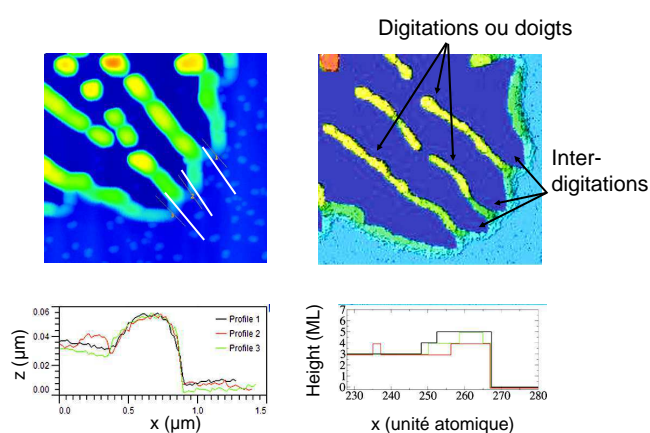 Digitations ou doigts
Inter-
digitations
0.06
0.04
0.02
0.00
z (µm)
Profile 1
Profile 2
Profile 3
0.0
0.5
1.0
1.5
x (µm)
7
6
5
4
3
2
1
0
Height (ML)
230
240
250
260
270
280
x (unité atomique)